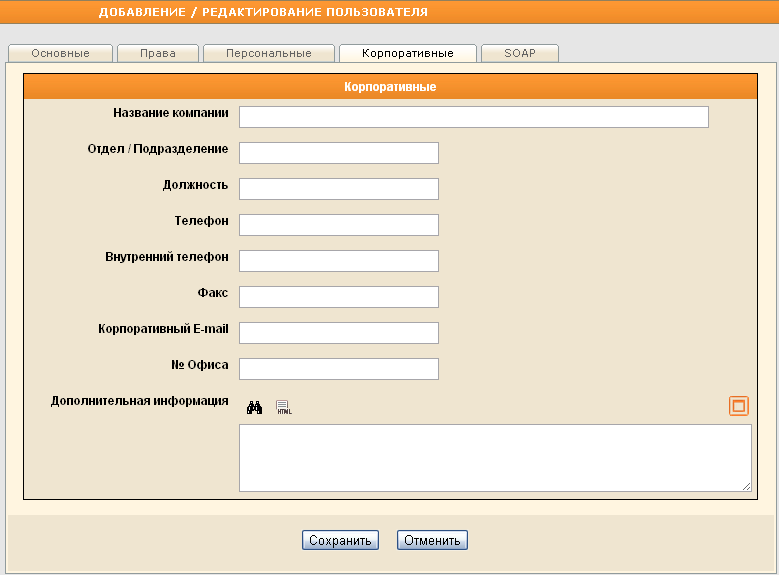 ДОБАВЛЕНИЕ / РЕДАКТИРОВАНИЕ ПОЛЬЗОВАТЕЛЯ
Основные Права Персональные Корпоративные SOAP
Корпоративные
Название компании
Отдел / Подразделение
Должность
Телефон
Внутренний телефон
Факс
Корпоративный E-mail
№ Офиса
Дополнительная информация HTML
Сохранить Отменить